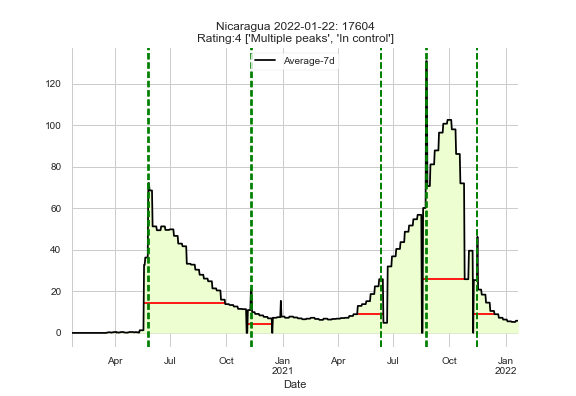 Nicaragua 2022-01-22: 17604
Rating:4 ['Multiple peaks', 'In control']
Average-7d
120
100
80
60
40
20
0
Apr Jul Oct Jan Apr Jul Oct Jan
2021 2022
Date